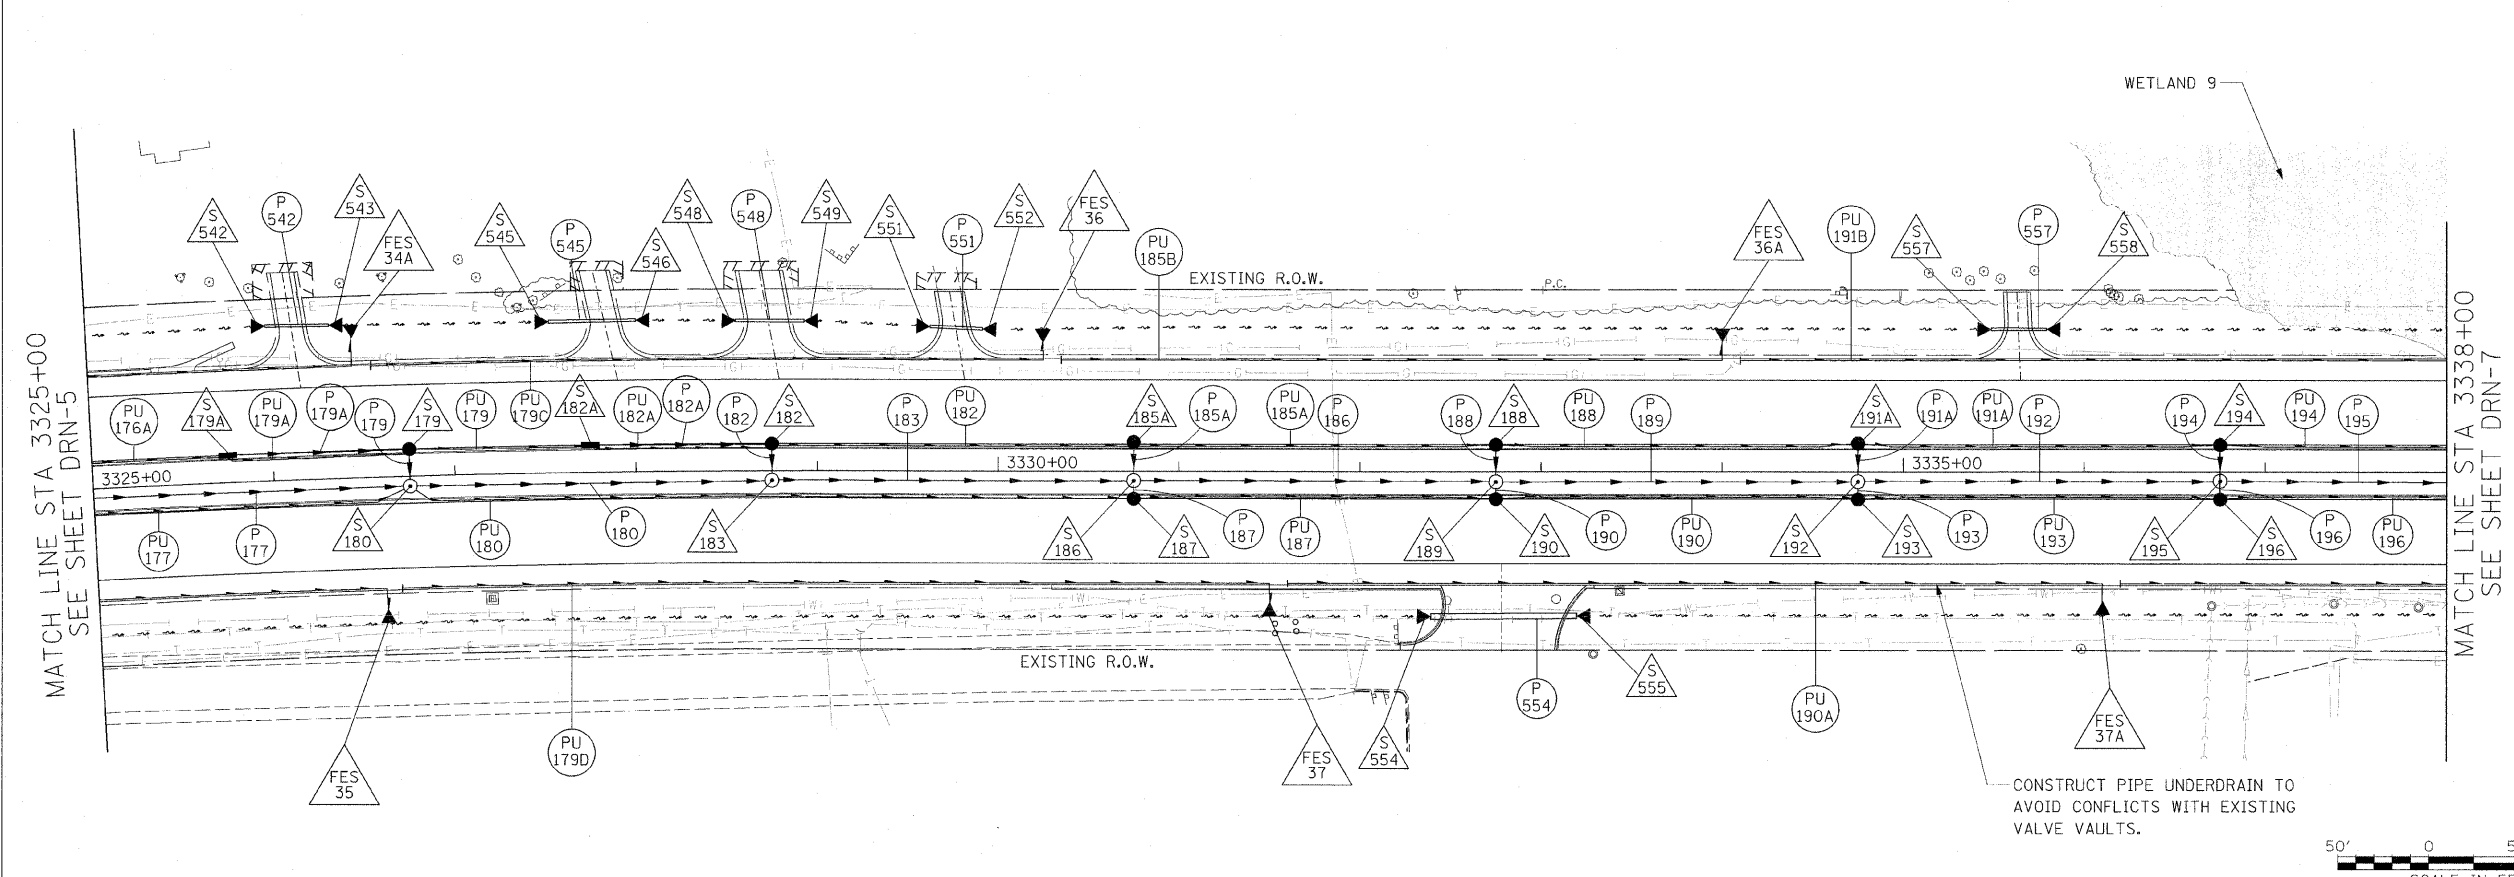 WETLAND 9
S
542
P
542
S
543
FES
34A
S
545
P
545
S
546
S
548
P
548
S
549
S
551
P
551
S
552
FES
36
PU
185B
FES
36A
PU
191B
S
557
P
557
S
558
EXISTING R.O.W.
P.C.
MATCH LINE STA 3325+00
SEE SHEET DRN-5
PU
176A
S
179A
PU
179A
P
179A
P
179
S
179
PU
179
PU
179C
S
182A
PU
182A
P
182A
P
182
S
182
P
183
PU
182
S
185A
P
185A
PU
185A
P
186
P
188
S
188
PU
188
P
189
S
191A
P
191A
PU
191A
P
192
P
194
S
194
PU
194
P
195
3325+00
3330+00
3335+00
PU
177
P
177
S
180
PU
180
P
180
S
183
S
186
S
187
P
187
PU
187
S
189
S
190
P
190
PU
190
S
192
S
193
P
193
PU
193
S
195
S
196
P
196
PU
196
MATCH LINE STA 3338+00
SEE SHEET DRN-7
EXISTING R.O.W.
FES
35
PU
179D
FES
37
S
554
P
554
S
555
PU
190A
FES
37A
CONSTRUCT PIPE UNDERDRAIN TO
AVOID CONFLICTS WITH EXISTING
VALVE VAULTS.
50' 0